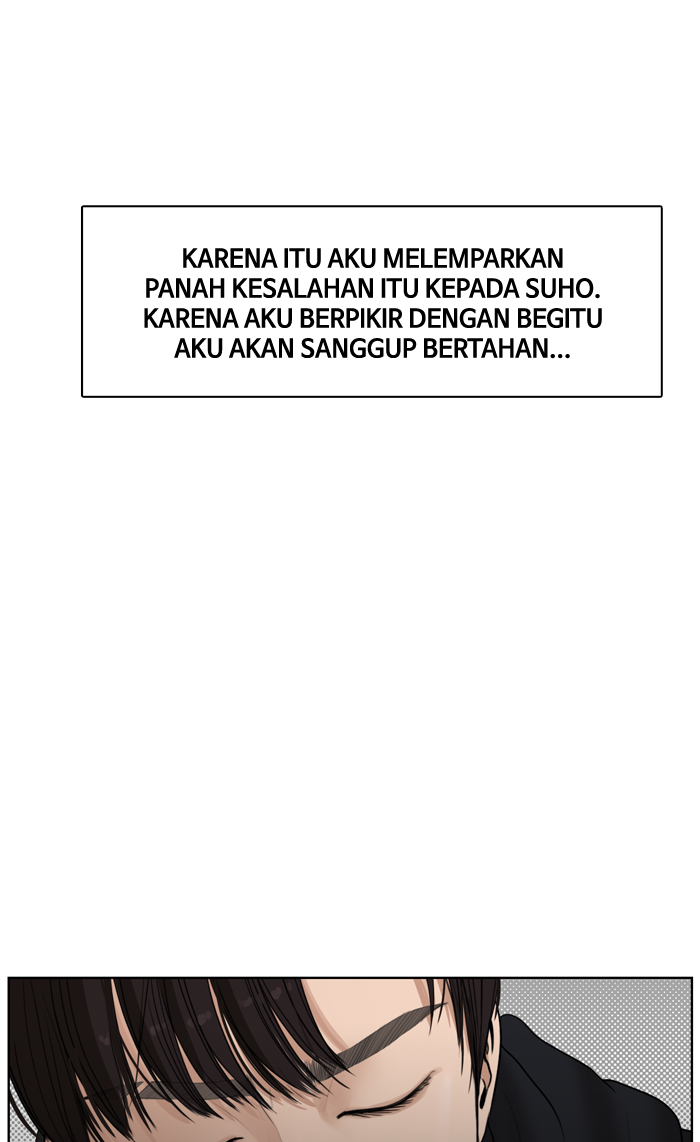 KARENA ITU AKU MELEMPARKAN
PANAH KESALAHAN ITU KEPADA SUHO.
KARENA AKU BERPIKIR DENGAN BEGITU
AKU AKAN SANGGUP BERTAHAN...